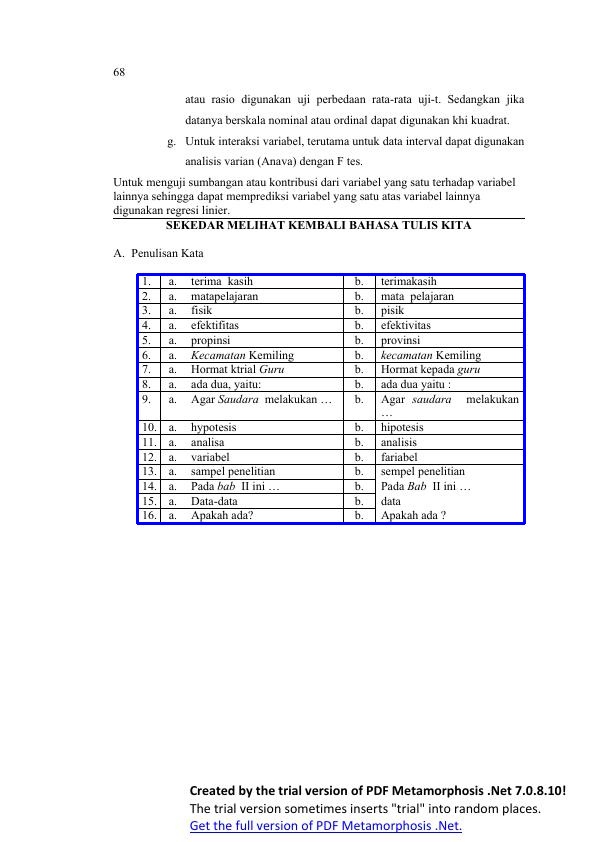 68
atau rasio digunakan uji perbedaan rata-rata uji-t. Sedangkan jika
datanya berskala nominal atau ordinal dapat digunakan khi kuadrat.
g. Untuk interaksi variabel, terutama untuk data interval dapat digunakan
analisis varian (Anava) dengan F tes.
Untuk menguji sumbangan atau kontribusi dari variabel yang satu terhadap variabel
lainnya sehingga dapat memprediksi variabel yang satu atas variabel lainnya
digunakan regresi linier.
SEKEDAR MELIHAT KEMBALI BAHASA TULIS KITA
A. Penulisan Kata
1. a. terima kasih b. terimakasih
2. a. matapelajaran b. mata pelajaran
3. a. fisik b. pisik
4. a. efektifitas b. efektivitas
5. a. propinsi b. provinsi
6. a. Kecamatan Kemiling b. kecamatan Kemiling
7. a. Hormat ktrial Guru b. Hormat kepada guru
8. a. ada dua, yaitu: b. ada dua yaitu :
9. a. Agar Saudara melakukan … b. Agar saudara melakukan
…
10. a. hypotesis b. hipotesis
11. a. analisa b. analisis
12. a. variabel b. fariabel
13. a. sampel penelitian b. sempel penelitian
14. a. Pada bab II ini … b. Pada Bab II ini …
15. a. Data-data b. data
16. a. Apakah ada? b. Apakah ada ?
Created by the trial version of PDF Metamorphosis .Net 7.0.8.10!
The trial version sometimes inserts "trial" into random places.
Get the full version of PDF Metamorphosis .Net.